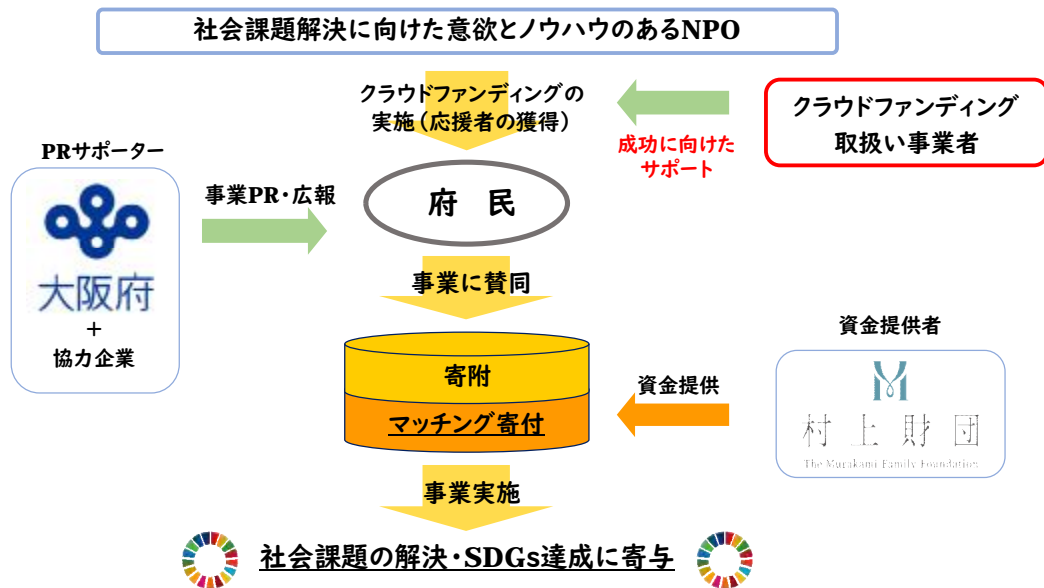 社会課題解決に向けた意欲とノウハウのあるNPO
クラウドファンディングの
実施（応援者の獲得）
成功に向けた
サポート
クラウドファンディング
取扱い事業者
PRサポーター
大阪府
+
協力企業
事業PR・広報
府　民
事業に賛同
寄附
マッチング寄付
資金提供
資金提供者
村上財団
The Murakami Family Foundation
事業実施
社会課題の解決・SDGs達成に寄与